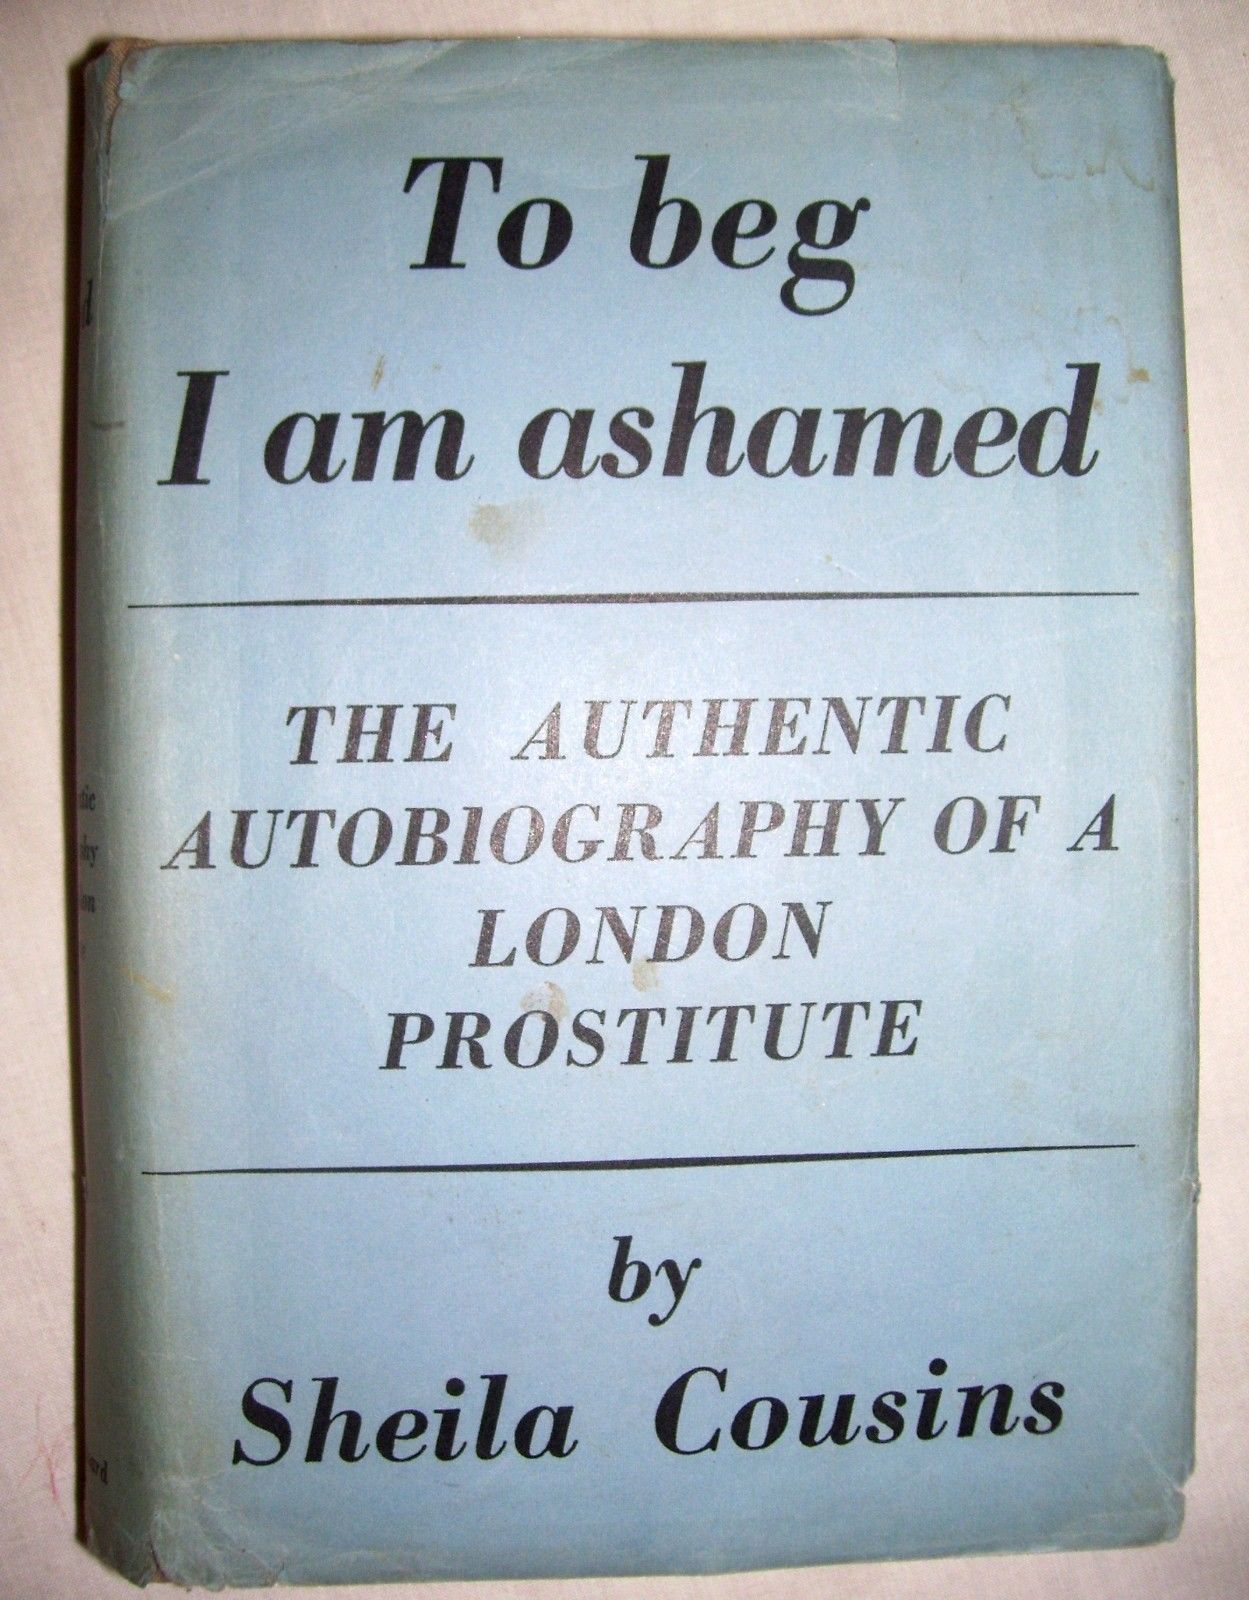 To beg
I am ashamed
THE AUTHENTIC
AUTOBIOGRAPHY OF A
LONDON
PROSTITUTE
by
Sheila Cousins